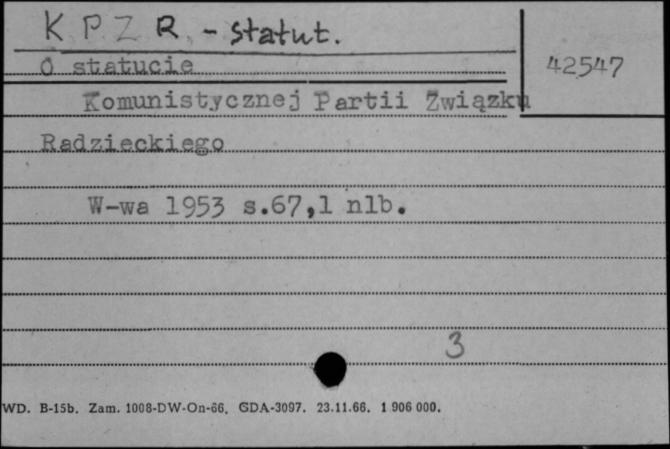 K.P.Z.R. - statut.
O statucie
42547
Komunistycznej Partii Związku
Radzieckiego
W-wa 1953 s.67,1 nlb.
3
WD. B-15b. Zam. 1008-DW-On-66. GDA-3097. 23.11.66. 1 906 000.